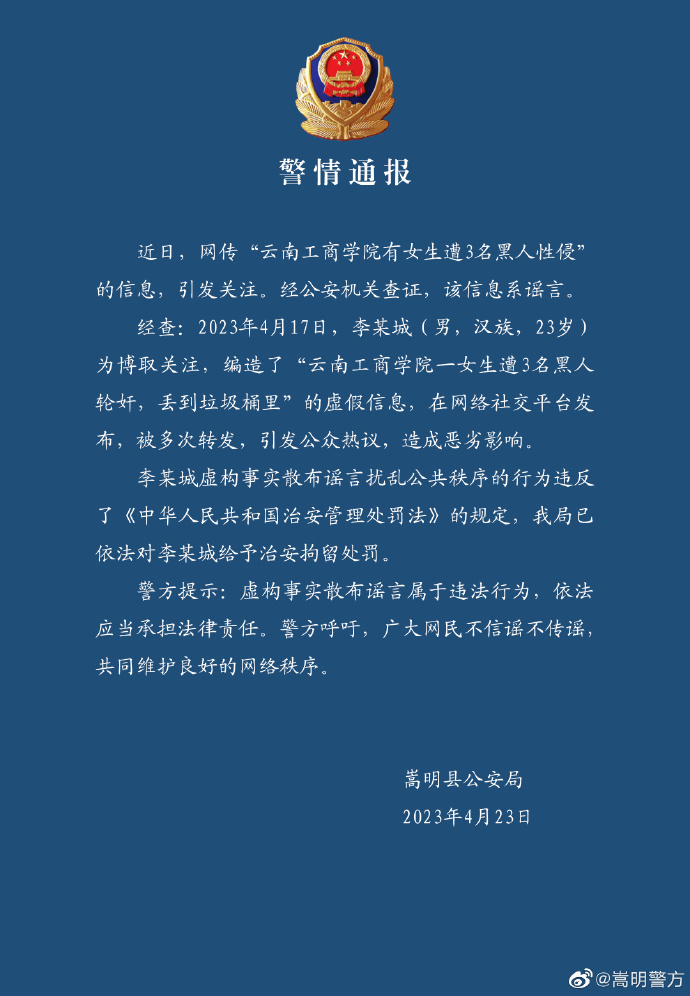 警情通报
近日，网传“云南工商学院有女生遭3名黑人性侵”
的信息，引发关注。经公安机关查证，该信息系谣言。
经查：2023年4月17日，李某城（男，汉族，23岁）
为博取关注，编造了“云南工商学院一女生遭3名黑人
轮奸，丢到垃圾桶里”的虚假信息，在网络社交平台发
布，被多次转发，引发公众热议，造成恶劣影响。
李某城虚构事实散布谣言扰乱公共秩序的行为违反
了《中华人民共和国治安管理处罚法》的规定，我局已
依法对李某城给予治安拘留处罚。
警方提示：虚构事实散布谣言属于违法行为，依法
应当承担法律责任。警方呼吁，广大网民不信谣不传谣，
共同维护良好的网络秩序。
嵩明县公安局
2023年4月23日
@嵩明警方